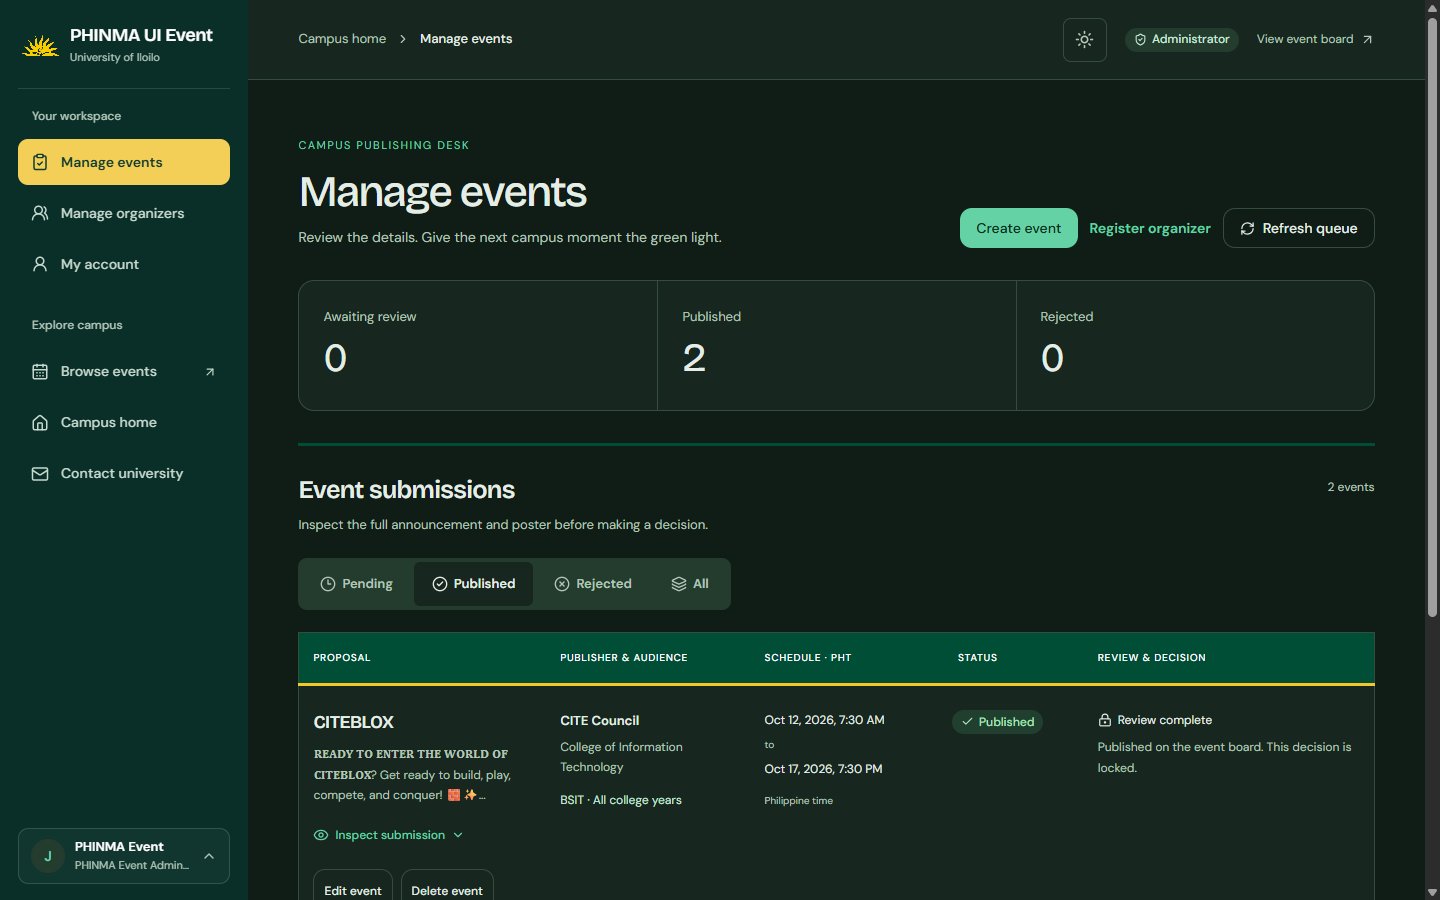 PHINMA UI Event
University of Iloilo
Your workspace
Manage events
Manage organizers
My account
Explore campus
Browse events
Campus home
Contact university
J
PHINMA Event
PHINMA Event Admin...
Campus home
Manage events
Administrator
View event board
CAMPUS PUBLISHING DESK
Manage events
Review the details. Give the next campus moment the green light.
Create event
Register organizer
Refresh queue
Awaiting review
0
Published
2
Rejected
0
Event submissions
2 events
Inspect the full announcement and poster before making a decision.
Pending
Published
Rejected
All
PROPOSAL
PUBLISHER & AUDIENCE
SCHEDULE · PHT
STATUS
REVIEW & DECISION
CITEBLOX
𝐑𝐄𝐀𝐃𝐘 𝐓𝐎 𝐄𝐍𝐓𝐄𝐑 𝐓𝐇𝐄 𝐖𝐎𝐑𝐋𝐃 𝐎𝐅
𝐂𝐈𝐓𝐄𝐁𝐋𝐎𝐗? Get ready to build, play,
compete, and conquer! 🧱 ✨ ...
Inspect submission
Edit event
Delete event
CITE Council
College of Information
Technology
BSIT · All college years
Oct 12, 2026, 7:30 AM
to
Oct 17, 2026, 7:30 PM
Philippine time
Published
Review complete
Published on the event board. This decision is
locked.